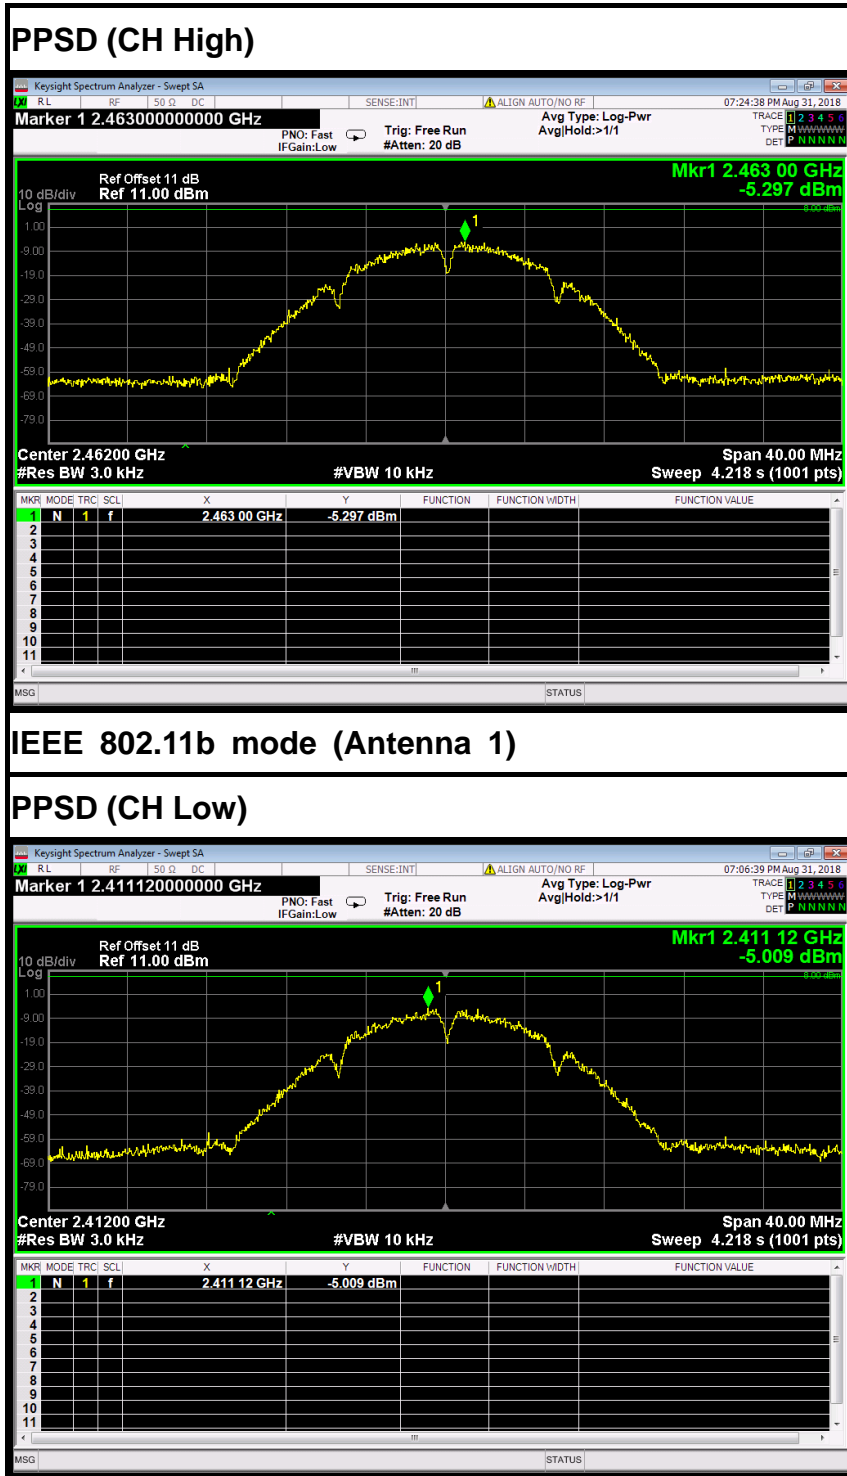 PPSD (CH High)
Keysight Spectrum Analyzer - Swept SA
LXI RL RF 50 Ω DC SENSE:INT ALIGN AUTO/NO RF 07:24:38 PM Aug 31, 2018
Marker 1 2.463000000000 GHz
PNO: Fast
IFGain:Low
Trig: Free Run
#Atten: 20 dB
Avg Type: Log-Pwr
Avg|Hold:>1/1
TRACE 1 2 3 4 5 6
TYPE M WWWWW
DET P N N N N N
Mkr1 2.463 00 GHz
-5.297 dBm
Ref Offset 11 dB
10 dB/div Ref 11.00 dBm
Log
8.00 dBm
1
1.00
-9.00
-19.0
-29.0
-39.0
-49.0
-59.0
-69.0
-79.0
Center 2.46200 GHz Span 40.00 MHz
#Res BW 3.0 kHz #VBW 10 kHz Sweep 4.218 s (1001 pts)
MKR MODE TRC SCL X Y FUNCTION FUNCTION WIDTH FUNCTION VALUE
1 N 1 f 2.463 00 GHz -5.297 dBm
2
3
4
5
6
7
8
9
10
11
MSG STATUS
IEEE 802.11b mode (Antenna 1)
PPSD (CH Low)
Keysight Spectrum Analyzer - Swept SA
LXI RL RF 50 Ω DC SENSE:INT ALIGN AUTO/NO RF 07:06:39 PM Aug 31, 2018
Marker 1 2.411120000000 GHz
PNO: Fast
IFGain:Low
Trig: Free Run
#Atten: 20 dB
Avg Type: Log-Pwr
Avg|Hold:>1/1
TRACE 1 2 3 4 5 6
TYPE M WWWWW
DET P N N N N N
Mkr1 2.411 12 GHz
-5.009 dBm
Ref Offset 11 dB
10 dB/div Ref 11.00 dBm
Log
8.00 dBm
1
1.00
-9.00
-19.0
-29.0
-39.0
-49.0
-59.0
-69.0
-79.0
Center 2.41200 GHz Span 40.00 MHz
#Res BW 3.0 kHz #VBW 10 kHz Sweep 4.218 s (1001 pts)
MKR MODE TRC SCL X Y FUNCTION FUNCTION WIDTH FUNCTION VALUE
1 N 1 f 2.411 12 GHz -5.009 dBm
2
3
4
5
6
7
8
9
10
11
MSG STATUS